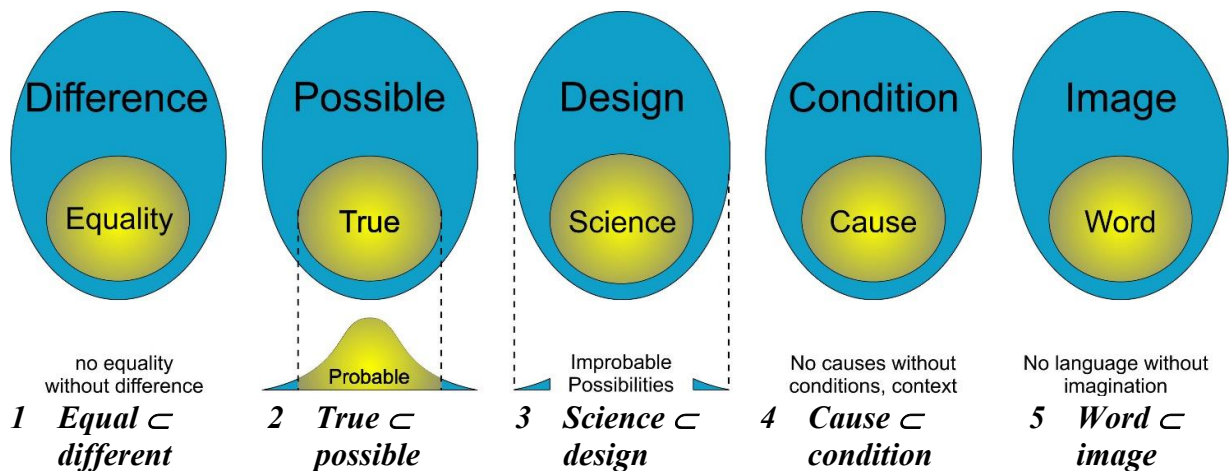 Difference
Equality
no equality
without difference
1 Equal ⊂
different
Possible
True
Probable
2 True ⊂
possible
Design
Science
Improbable
Possibilities
3 Science ⊂
design
Condition
Cause
No causes without
conditions, context
4 Cause ⊂
condition
Image
Word
No language without
imagination
5 Word ⊂
image